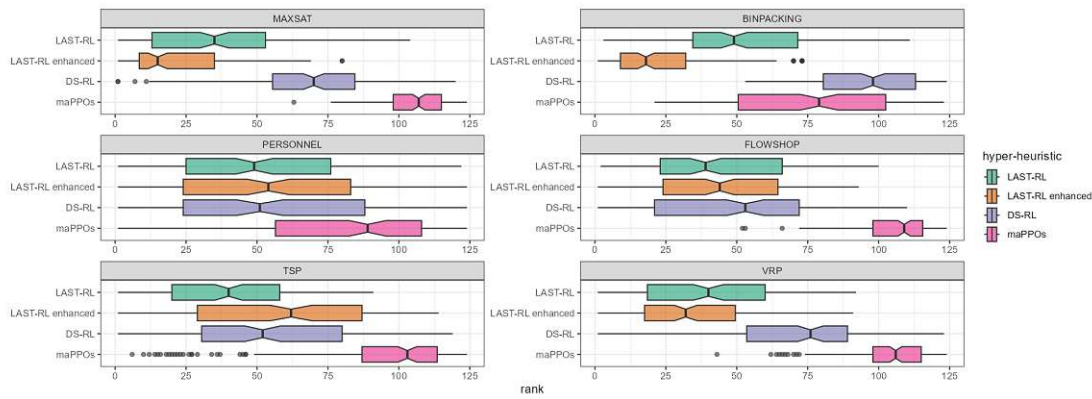 MAXSAT
LAST-RL
LAST-RL enhanced
DS-RL
maPPOs
0 25 50 75 100 125
BINPACKING
LAST-RL
LAST-RL enhanced
DS-RL
maPPOs
0 25 50 75 100 125
PERSONNEL
LAST-RL
LAST-RL enhanced
DS-RL
maPPOs
0 25 50 75 100 125
FLOWSHOP
LAST-RL
LAST-RL enhanced
DS-RL
maPPOs
0 25 50 75 100 125
TSP
LAST-RL
LAST-RL enhanced
DS-RL
maPPOs
0 25 50 75 100 125
VRP
LAST-RL
LAST-RL enhanced
DS-RL
maPPOs
0 25 50 75 100 125
rank
hyper-heuristic
LAST-RL
LAST-RL enhanced
DS-RL
maPPOs